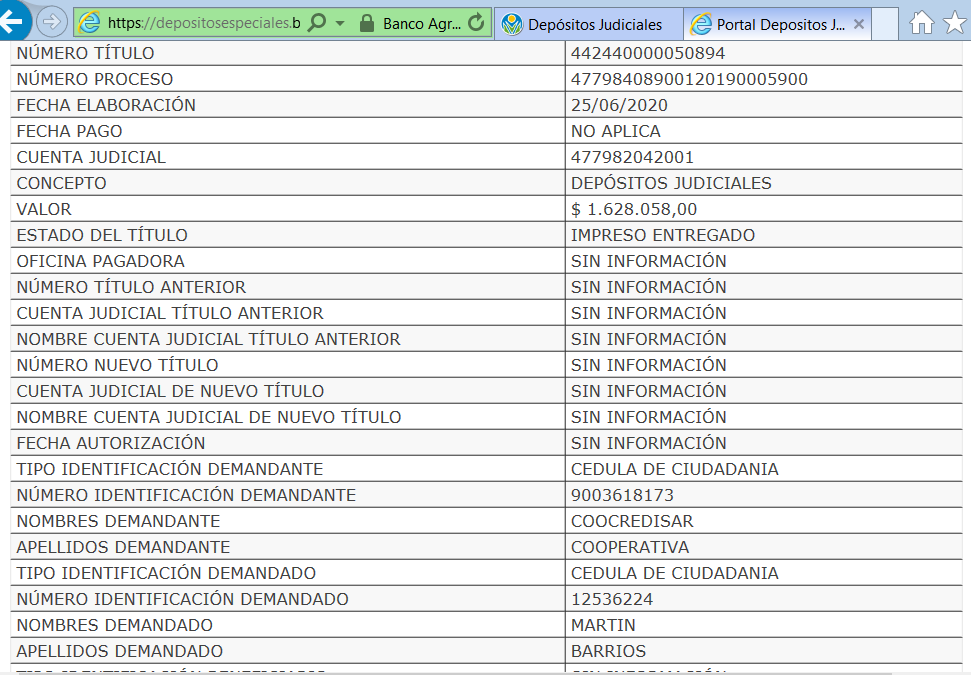 https://depositosespeciales.b
Banco Agr...
Depósitos Judiciales
Portal Depositos J...
NÚMERO TÍTULO 442440000050894
NÚMERO PROCESO 47798408900120190005900
FECHA ELABORACIÓN 25/06/2020
FECHA PAGO NO APLICA
CUENTA JUDICIAL 477982042001
CONCEPTO DEPÓSITOS JUDICIALES
VALOR $ 1.628.058,00
ESTADO DEL TÍTULO IMPRESO ENTREGADO
OFICINA PAGADORA SIN INFORMACIÓN
NÚMERO TÍTULO ANTERIOR SIN INFORMACIÓN
CUENTA JUDICIAL TÍTULO ANTERIOR SIN INFORMACIÓN
NOMBRE CUENTA JUDICIAL TÍTULO ANTERIOR SIN INFORMACIÓN
NÚMERO NUEVO TÍTULO SIN INFORMACIÓN
CUENTA JUDICIAL DE NUEVO TÍTULO SIN INFORMACIÓN
NOMBRE CUENTA JUDICIAL DE NUEVO TÍTULO SIN INFORMACIÓN
FECHA AUTORIZACIÓN SIN INFORMACIÓN
TIPO IDENTIFICACIÓN DEMANDANTE CEDULA DE CIUDADANIA
NÚMERO IDENTIFICACIÓN DEMANDANTE 9003618173
NOMBRES DEMANDANTE COOCREDISAR
APELLIDOS DEMANDANTE COOPERATIVA
TIPO IDENTIFICACIÓN DEMANDADO CEDULA DE CIUDADANIA
NÚMERO IDENTIFICACIÓN DEMANDADO 12536224
NOMBRES DEMANDADO MARTIN
APELLIDOS DEMANDADO BARRIOS